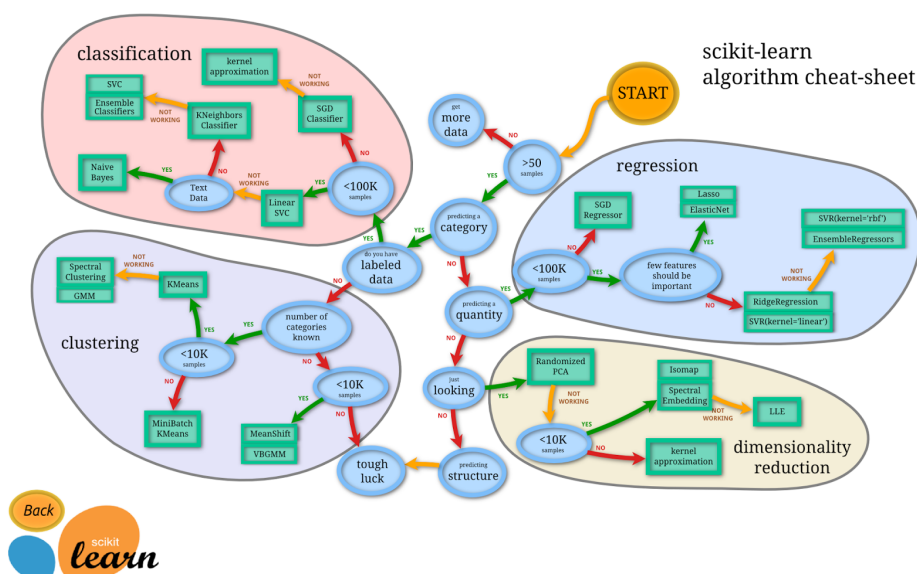 scikit-learn
algorithm cheat-sheet
START
>50
samples
NO
get
more
data
YES
predicting a
category
YES
do you have
labeled
data
NO
predicting a
quantity
YES
NO
just
looking
YES
NO
predicting
structure
tough
luck
classification
YES
<100K
samples
NO
SGD
Classifier
NOT
WORKING
kernel
approximation
YES
Linear
SVC
NOT
WORKING
Text
Data
YES
Naive
Bayes
NO
KNeighbors
Classifier
NOT
WORKING
SVC
Ensemble
Classifiers
regression
<100K
samples
NO
SGD
Regressor
YES
few features
should be
important
YES
Lasso
ElasticNet
NO
RidgeRegression
SVR(kernel='linear')
NOT
WORKING
SVR(kernel='rbf')
EnsembleRegressors
clustering
NO
number of
categories
known
YES
<10K
samples
YES
KMeans
NOT
WORKING
Spectral
Clustering
GMM
NO
MiniBatch
KMeans
NO
<10K
samples
YES
MeanShift
VBGMM
NO
dimensionality
reduction
Randomized
PCA
NOT
WORKING
<10K
samples
YES
Isomap
Spectral
Embedding
NOT
WORKING
LLE
NO
kernel
approximation
Back
scikit
learn